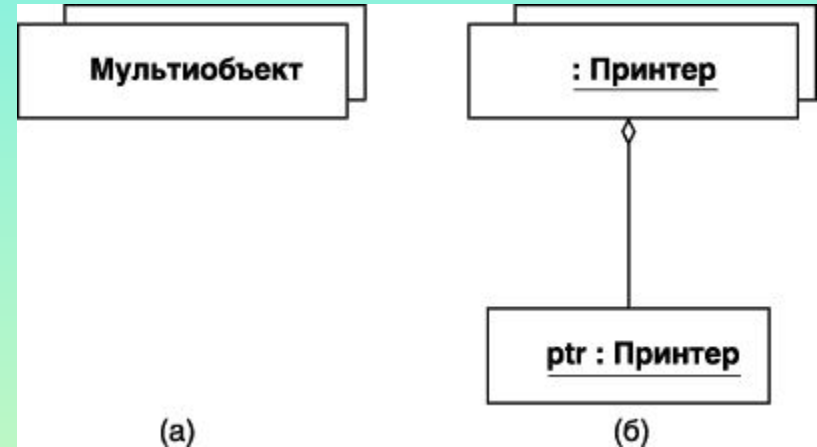 Мультиобъект
: Принтер
ptr : Принтер
(а)
(б)